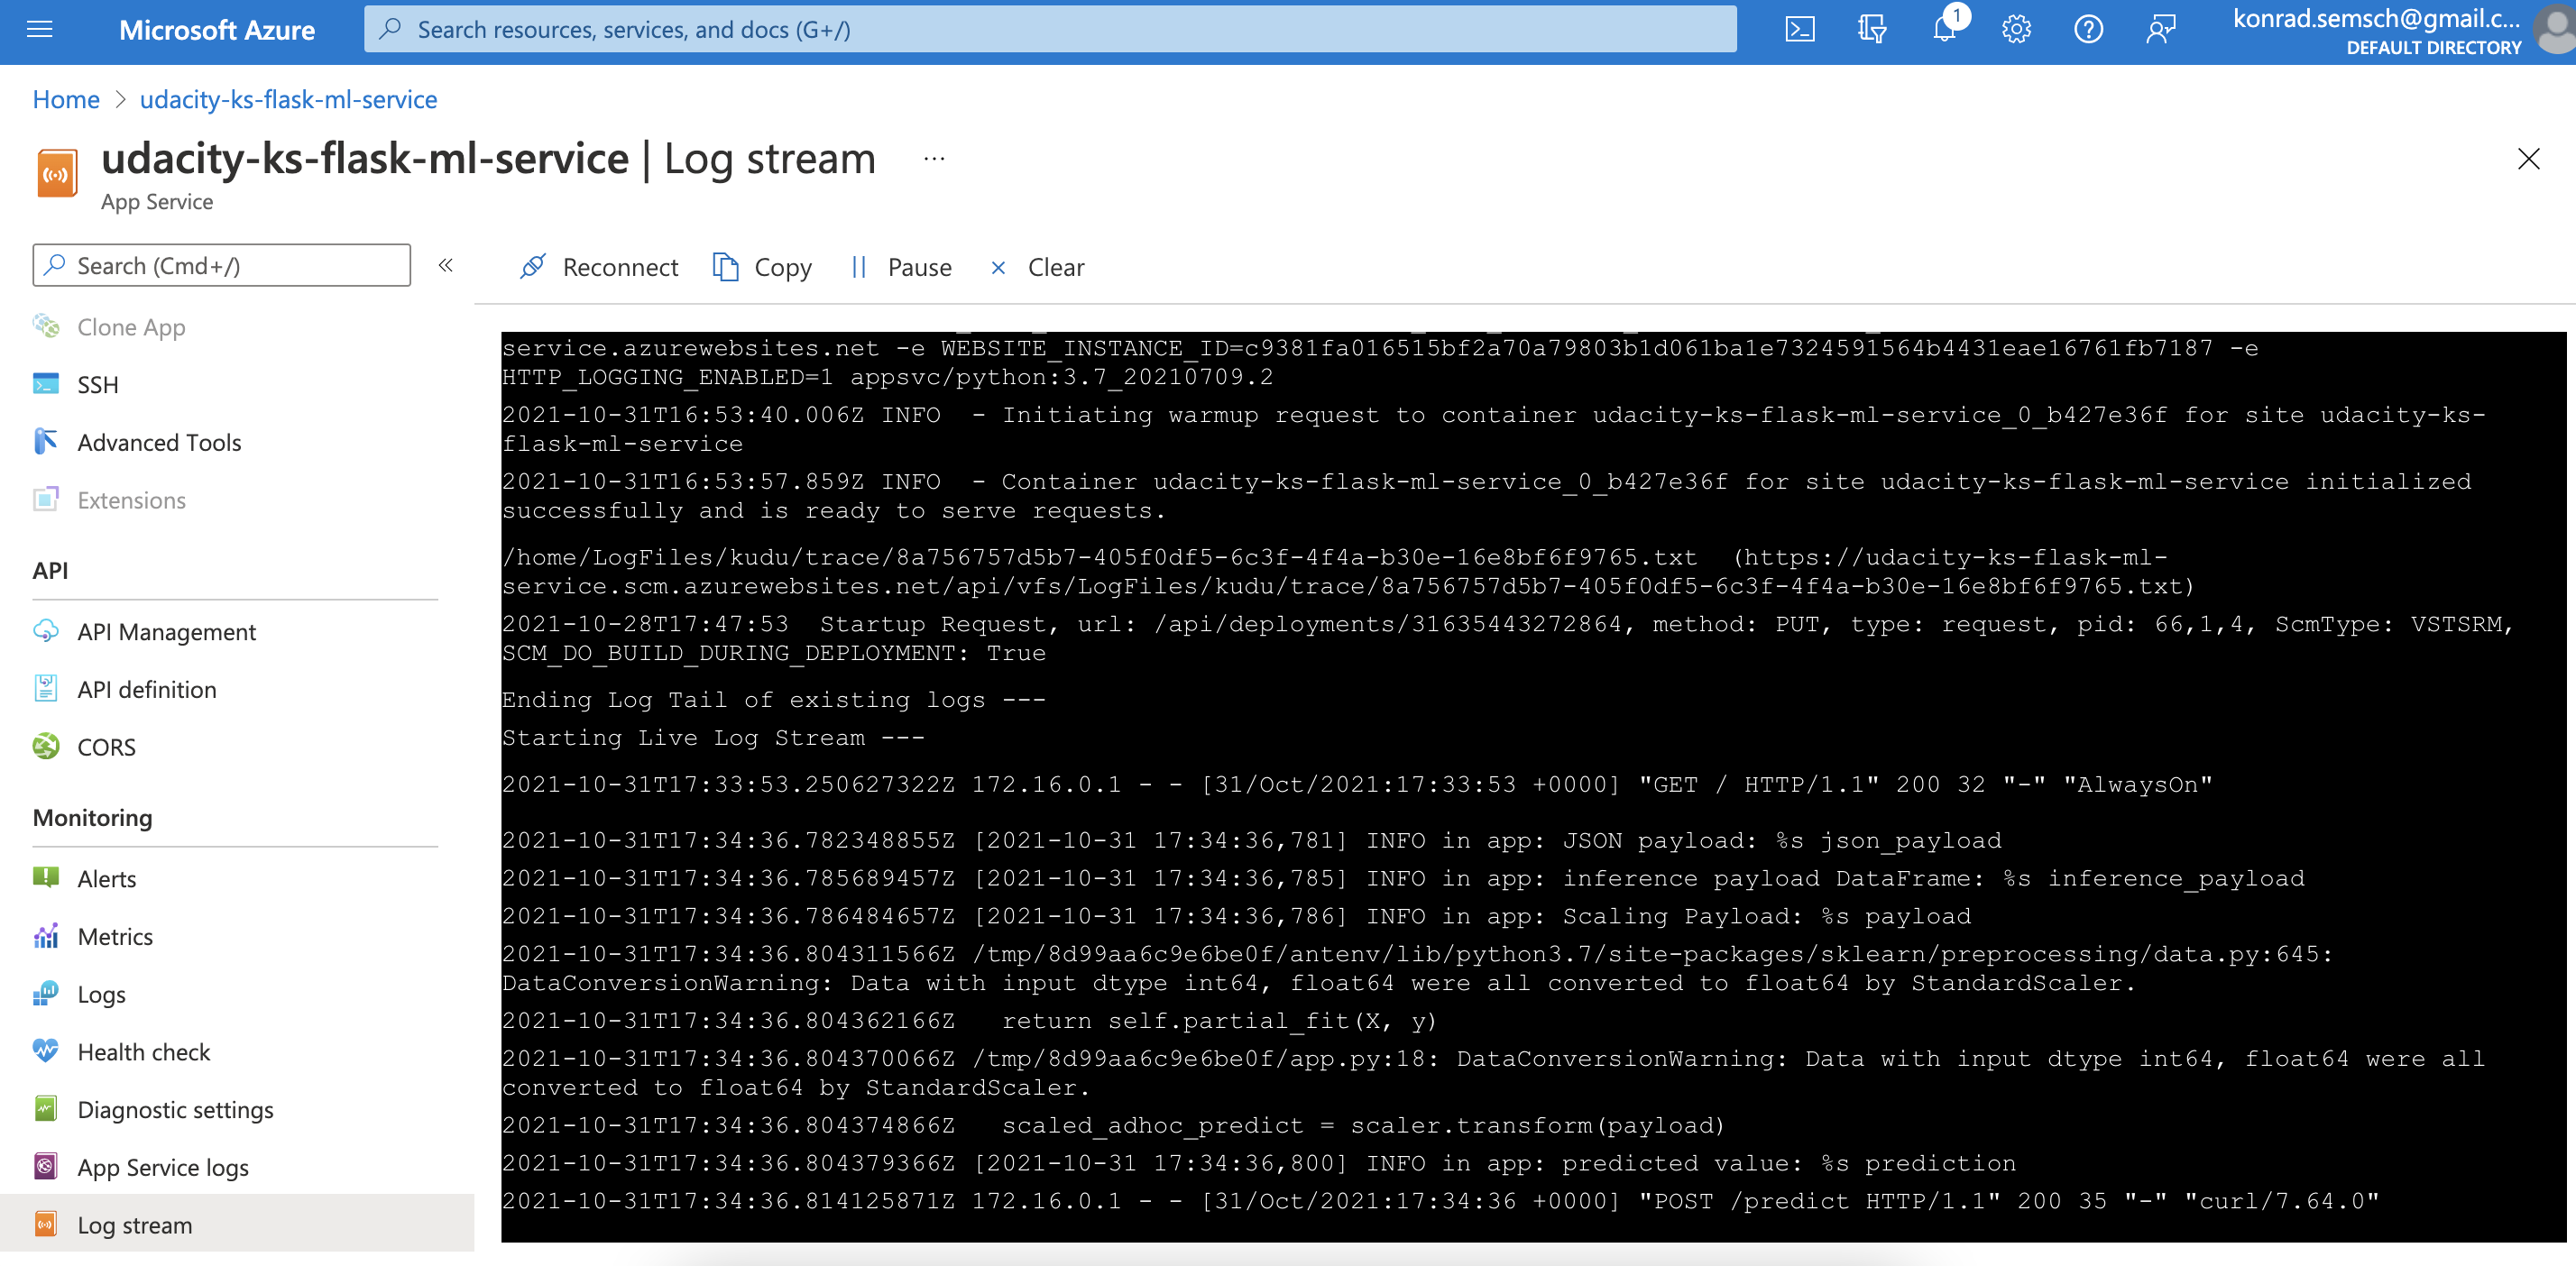 Microsoft Azure
Search resources, services, and docs (G+/)
1
konrad.semsch@gmail.c...
DEFAULT DIRECTORY
Home > udacity-ks-flask-ml-service
udacity-ks-flask-ml-service | Log stream ...
App Service
Search (Cmd+/)
«
Reconnect
Copy
Pause
Clear
Clone App
SSH
Advanced Tools
Extensions
API
API Management
API definition
CORS
Monitoring
Alerts
Metrics
Logs
Health check
Diagnostic settings
App Service logs
Log stream
service.azurewebsites.net -e WEBSITE_INSTANCE_ID=c9381fa016515bf2a70a79803b1d061ba1e7324591564b4431eae16761fb7187 -e
HTTP_LOGGING_ENABLED=1 appsvc/python:3.7_20210709.2
2021-10-31T16:53:40.006Z INFO  - Initiating warmup request to container udacity-ks-flask-ml-service_0_b427e36f for site udacity-ks-
flask-ml-service
2021-10-31T16:53:57.859Z INFO  - Container udacity-ks-flask-ml-service_0_b427e36f for site udacity-ks-flask-ml-service initialized
successfully and is ready to serve requests.
/home/LogFiles/kudu/trace/8a756757d5b7-405f0df5-6c3f-4f4a-b30e-16e8bf6f9765.txt  (https://udacity-ks-flask-ml-
service.scm.azurewebsites.net/api/vfs/LogFiles/kudu/trace/8a756757d5b7-405f0df5-6c3f-4f4a-b30e-16e8bf6f9765.txt)
2021-10-28T17:47:53  Startup Request, url: /api/deployments/31635443272864, method: PUT, type: request, pid: 66,1,4, ScmType: VSTSRM,
SCM_DO_BUILD_DURING_DEPLOYMENT: True
Ending Log Tail of existing logs ---
Starting Live Log Stream ---
2021-10-31T17:33:53.250627322Z 172.16.0.1 - - [31/Oct/2021:17:33:53 +0000] "GET / HTTP/1.1" 200 32 "-" "AlwaysOn"
2021-10-31T17:34:36.782348855Z [2021-10-31 17:34:36,781] INFO in app: JSON payload: %s json_payload
2021-10-31T17:34:36.785689457Z [2021-10-31 17:34:36,785] INFO in app: inference payload DataFrame: %s inference_payload
2021-10-31T17:34:36.786484657Z [2021-10-31 17:34:36,786] INFO in app: Scaling Payload: %s payload
2021-10-31T17:34:36.804311566Z /tmp/8d99aa6c9e6be0f/antenv/lib/python3.7/site-packages/sklearn/preprocessing/data.py:645:
DataConversionWarning: Data with input dtype int64, float64 were all converted to float64 by StandardScaler.
2021-10-31T17:34:36.804362166Z   return self.partial_fit(X, y)
2021-10-31T17:34:36.804370066Z /tmp/8d99aa6c9e6be0f/app.py:18: DataConversionWarning: Data with input dtype int64, float64 were all
converted to float64 by StandardScaler.
2021-10-31T17:34:36.804374866Z   scaled_adhoc_predict = scaler.transform(payload)
2021-10-31T17:34:36.804379366Z [2021-10-31 17:34:36,800] INFO in app: predicted value: %s prediction
2021-10-31T17:34:36.814125871Z 172.16.0.1 - - [31/Oct/2021:17:34:36 +0000] "POST /predict HTTP/1.1" 200 35 "-" "curl/7.64.0"